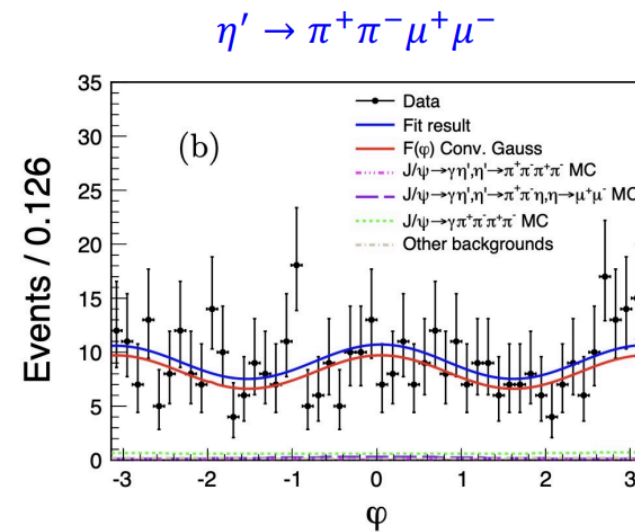 η′ → π⁺π⁻μ⁺μ⁻
35
30
25
20
15
10
5
0
Events / 0.126
(b)
Data
Fit result
F(φ) Conv. Gauss
J/ψ→γη′,η′→π⁺π⁻π⁺π⁻ MC
J/ψ→γη′,η′→π⁺π⁻η,η→μ⁺μ⁻ MC
J/ψ→γπ⁺π⁻π⁺π⁻ MC
Other backgrounds
-3 -2 -1 0 1 2 3
φ